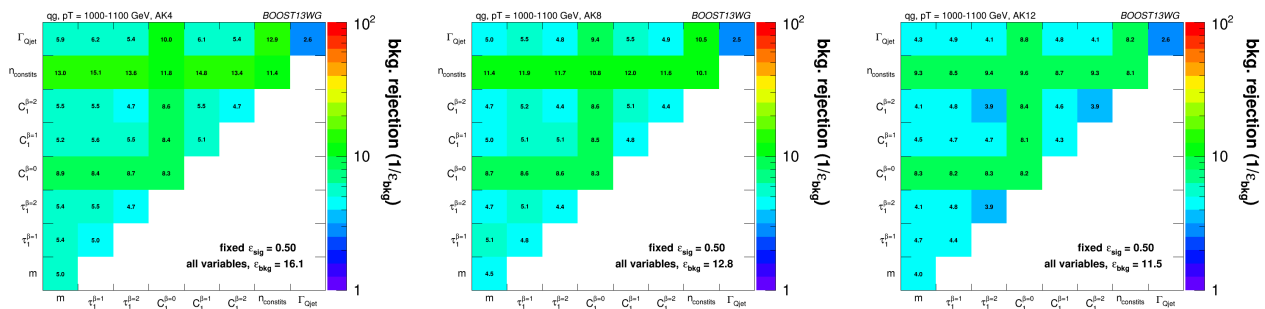 qg, pT = 1000-1100 GeV, AK4 BOOST13WG
Γ_Qjet 5.9 6.2 5.4 10.0 6.1 5.4 12.9 2.6
n_constits 13.0 15.1 13.6 11.8 14.8 13.4 11.4
C_1^β=2 5.5 5.5 4.7 8.6 5.5 4.7
C_1^β=1 5.2 5.6 5.5 8.4 5.1
C_1^β=0 8.9 8.4 8.7 8.3
τ_1^β=2 5.4 5.5 4.7
τ_1^β=1 5.4 5.0
m 5.0
fixed ε_sig = 0.50
all variables, ε_bkg = 16.1
m τ_1^β=1 τ_1^β=2 C_1^β=0 C_1^β=1 C_1^β=2 n_constits Γ_Qjet
10²
10
1
bkg. rejection (1/ε_bkg)
qg, pT = 1000-1100 GeV, AK8 BOOST13WG
Γ_Qjet 5.0 5.5 4.8 9.4 5.5 4.9 10.5 2.5
n_constits 11.4 11.9 11.7 10.8 12.0 11.6 10.1
C_1^β=2 4.7 5.2 4.4 8.6 5.1 4.4
C_1^β=1 5.0 5.1 5.1 8.5 4.8
C_1^β=0 8.7 8.6 8.6 8.3
τ_1^β=2 4.7 5.1 4.4
τ_1^β=1 5.1 4.8
m 4.5
fixed ε_sig = 0.50
all variables, ε_bkg = 12.8
m τ_1^β=1 τ_1^β=2 C_1^β=0 C_1^β=1 C_1^β=2 n_constits Γ_Qjet
10²
10
1
bkg. rejection (1/ε_bkg)
qg, pT = 1000-1100 GeV, AK12 BOOST13WG
Γ_Qjet 4.3 4.9 4.1 8.8 4.8 4.1 8.2 2.6
n_constits 9.3 8.5 9.4 9.6 8.7 9.3 8.1
C_1^β=2 4.1 4.8 3.9 8.4 4.6 3.9
C_1^β=1 4.5 4.7 4.7 8.1 4.3
C_1^β=0 8.3 8.2 8.3 8.2
τ_1^β=2 4.1 4.8 3.9
τ_1^β=1 4.7 4.4
m 4.0
fixed ε_sig = 0.50
all variables, ε_bkg = 11.5
m τ_1^β=1 τ_1^β=2 C_1^β=0 C_1^β=1 C_1^β=2 n_constits Γ_Qjet
10²
10
1
bkg. rejection (1/ε_bkg)